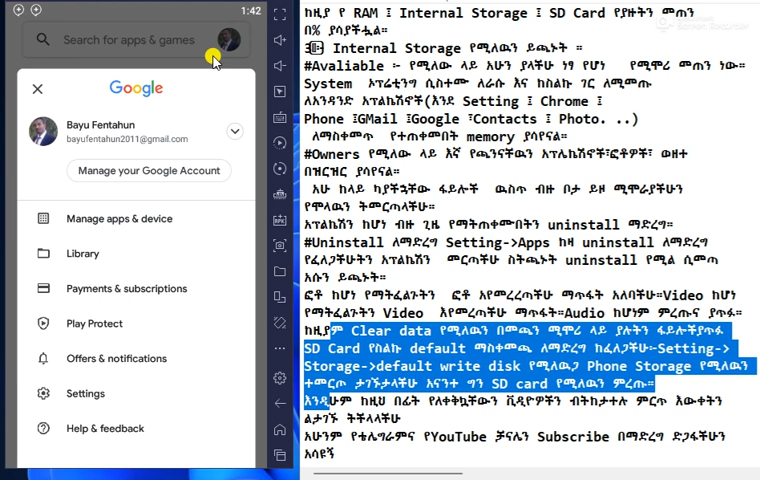 1:42
Search for apps & games
Google
Bayu Fentahun
bayufentahun2011@gmail.com
Manage your Google Account
Manage apps & device
Library
Payments & subscriptions
Play Protect
Offers & notifications
Settings
Help & feedback
ከዚያ የ RAM ፤ Internal Storage ፤ SD Card የያዙትን መጠን
በ% ያሳያችኋል።
Internal Storage የሚለዉን ይጫኑት ።
#Avaliable ፦ የሚለው ላይ አሁን ያላችሁ ነፃ የሆነ የሚሞሪ መጠን ነው።
System ኦፕሬቲንግ ሲስተሙ ለራሱ እና ከስልኩ ገር ለሚመጡ
ለአንዳንድ አፕልኬሽኖች(እንደ Setting ፤ Chrome ፤
Phone ፤GMail ፤Google ፥Contacts ፤ Photo. ..)
ለማስቀመጥ የተጠቀመበት memory ያሳየናል።
#Owners የሚለው ላይ እኛ የጫንናቸዉን አፕሌኬሽኖች፣ፎቶዎች፣ ወዘተ
በዝርዝር ያሳየናል።
አሁ ከላይ ካያችኋቸው ፋይሎች ዉስጥ ብዙ ቦታ ይዞ ሚሞሪያችሁን
የሞላዉን ትመርጣላችሁ።
አፕልኬሽን ከሆነ ብዙ ጊዜ የማትጠቀሙበትን uninstall ማድረግ።
#Uninstall ለማድረግ Setting->Apps ከዛ uninstall ለማድረግ
የፈለጋችሁትን አፕልኬሽን መርጣችሁ ስትጫኑት uninstall የሚል ሲመጣ
እሱን ይጫኑት።
ፎቶ ከሆነ የማትፈልጉትን ፎቶ እየመረጣችሁ ማጥፋት አለባችሁ።Video ከሆነ
የማትፈልጉትን Video እየመረጣችሁ ማጥፋት።Audio ከሆነም ምረጡና ያጥፉ።
ከዚያም Clear data የሚለዉን በመጫን ሚሞሪ ላይ ያሉትን ፋይሎችያጥፉ
SD Card የስልኩ default ማስቀመጫ ለማድረግ ከፈለጋችሁ፦Setting->
Storage->default write disk የሚለዉጋ Phone Storage የሚለዉን
ተመርጦ ታገኙታላችሁ እናንተ ግን SD card የሚለዉን ምረጡ።
እንዲሁም ከዚህ በፊት የለቀቅኳቸውን ቪዲዮዎችን ብትከታተሉ ምርጥ እውቀትን
ልታገኙ ትችላላችሁ
አሁንም የቴሌግራምና የYouTube ቻናሌን Subscribe በማድረግ ድጋፋችሁን
አሳዩኝ